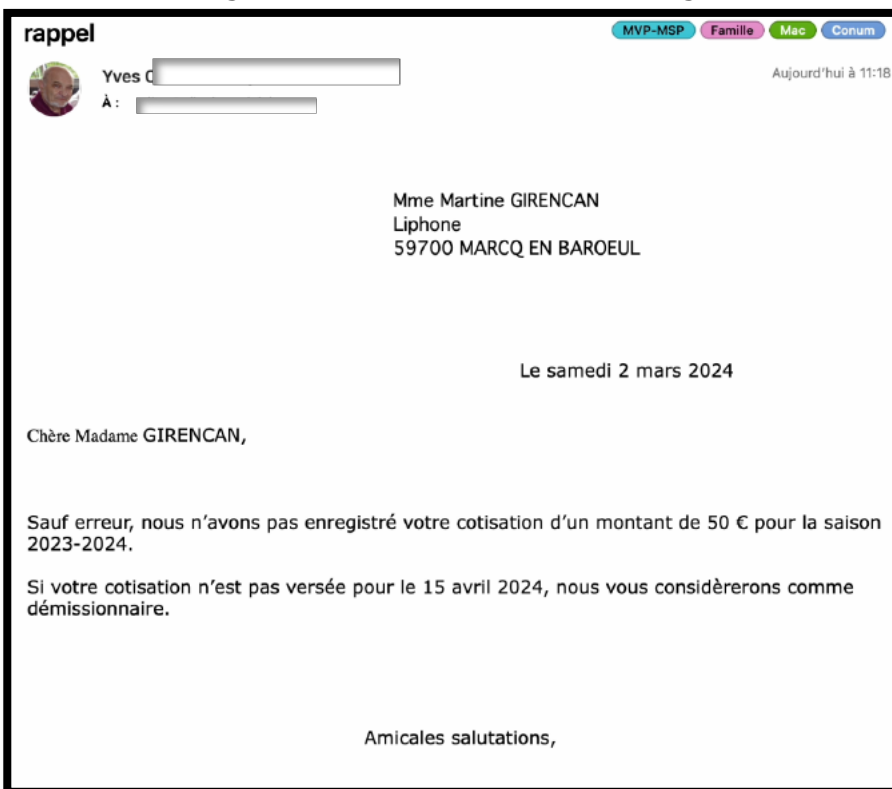 rappel
MVP-MSP Famille Mac Conum
Yves
Aujourd'hui à 11:18
À :
Mme Martine GIRENCAN
Liphone
59700 MARCQ EN BAROEUL
Le samedi 2 mars 2024
Chère Madame GIRENCAN,
Sauf erreur, nous n'avons pas enregistré votre cotisation d'un montant de 50 € pour la saison
2023-2024.
Si votre cotisation n'est pas versée pour le 15 avril 2024, nous vous considèrerons comme
démissionnaire.
Amicales salutations,